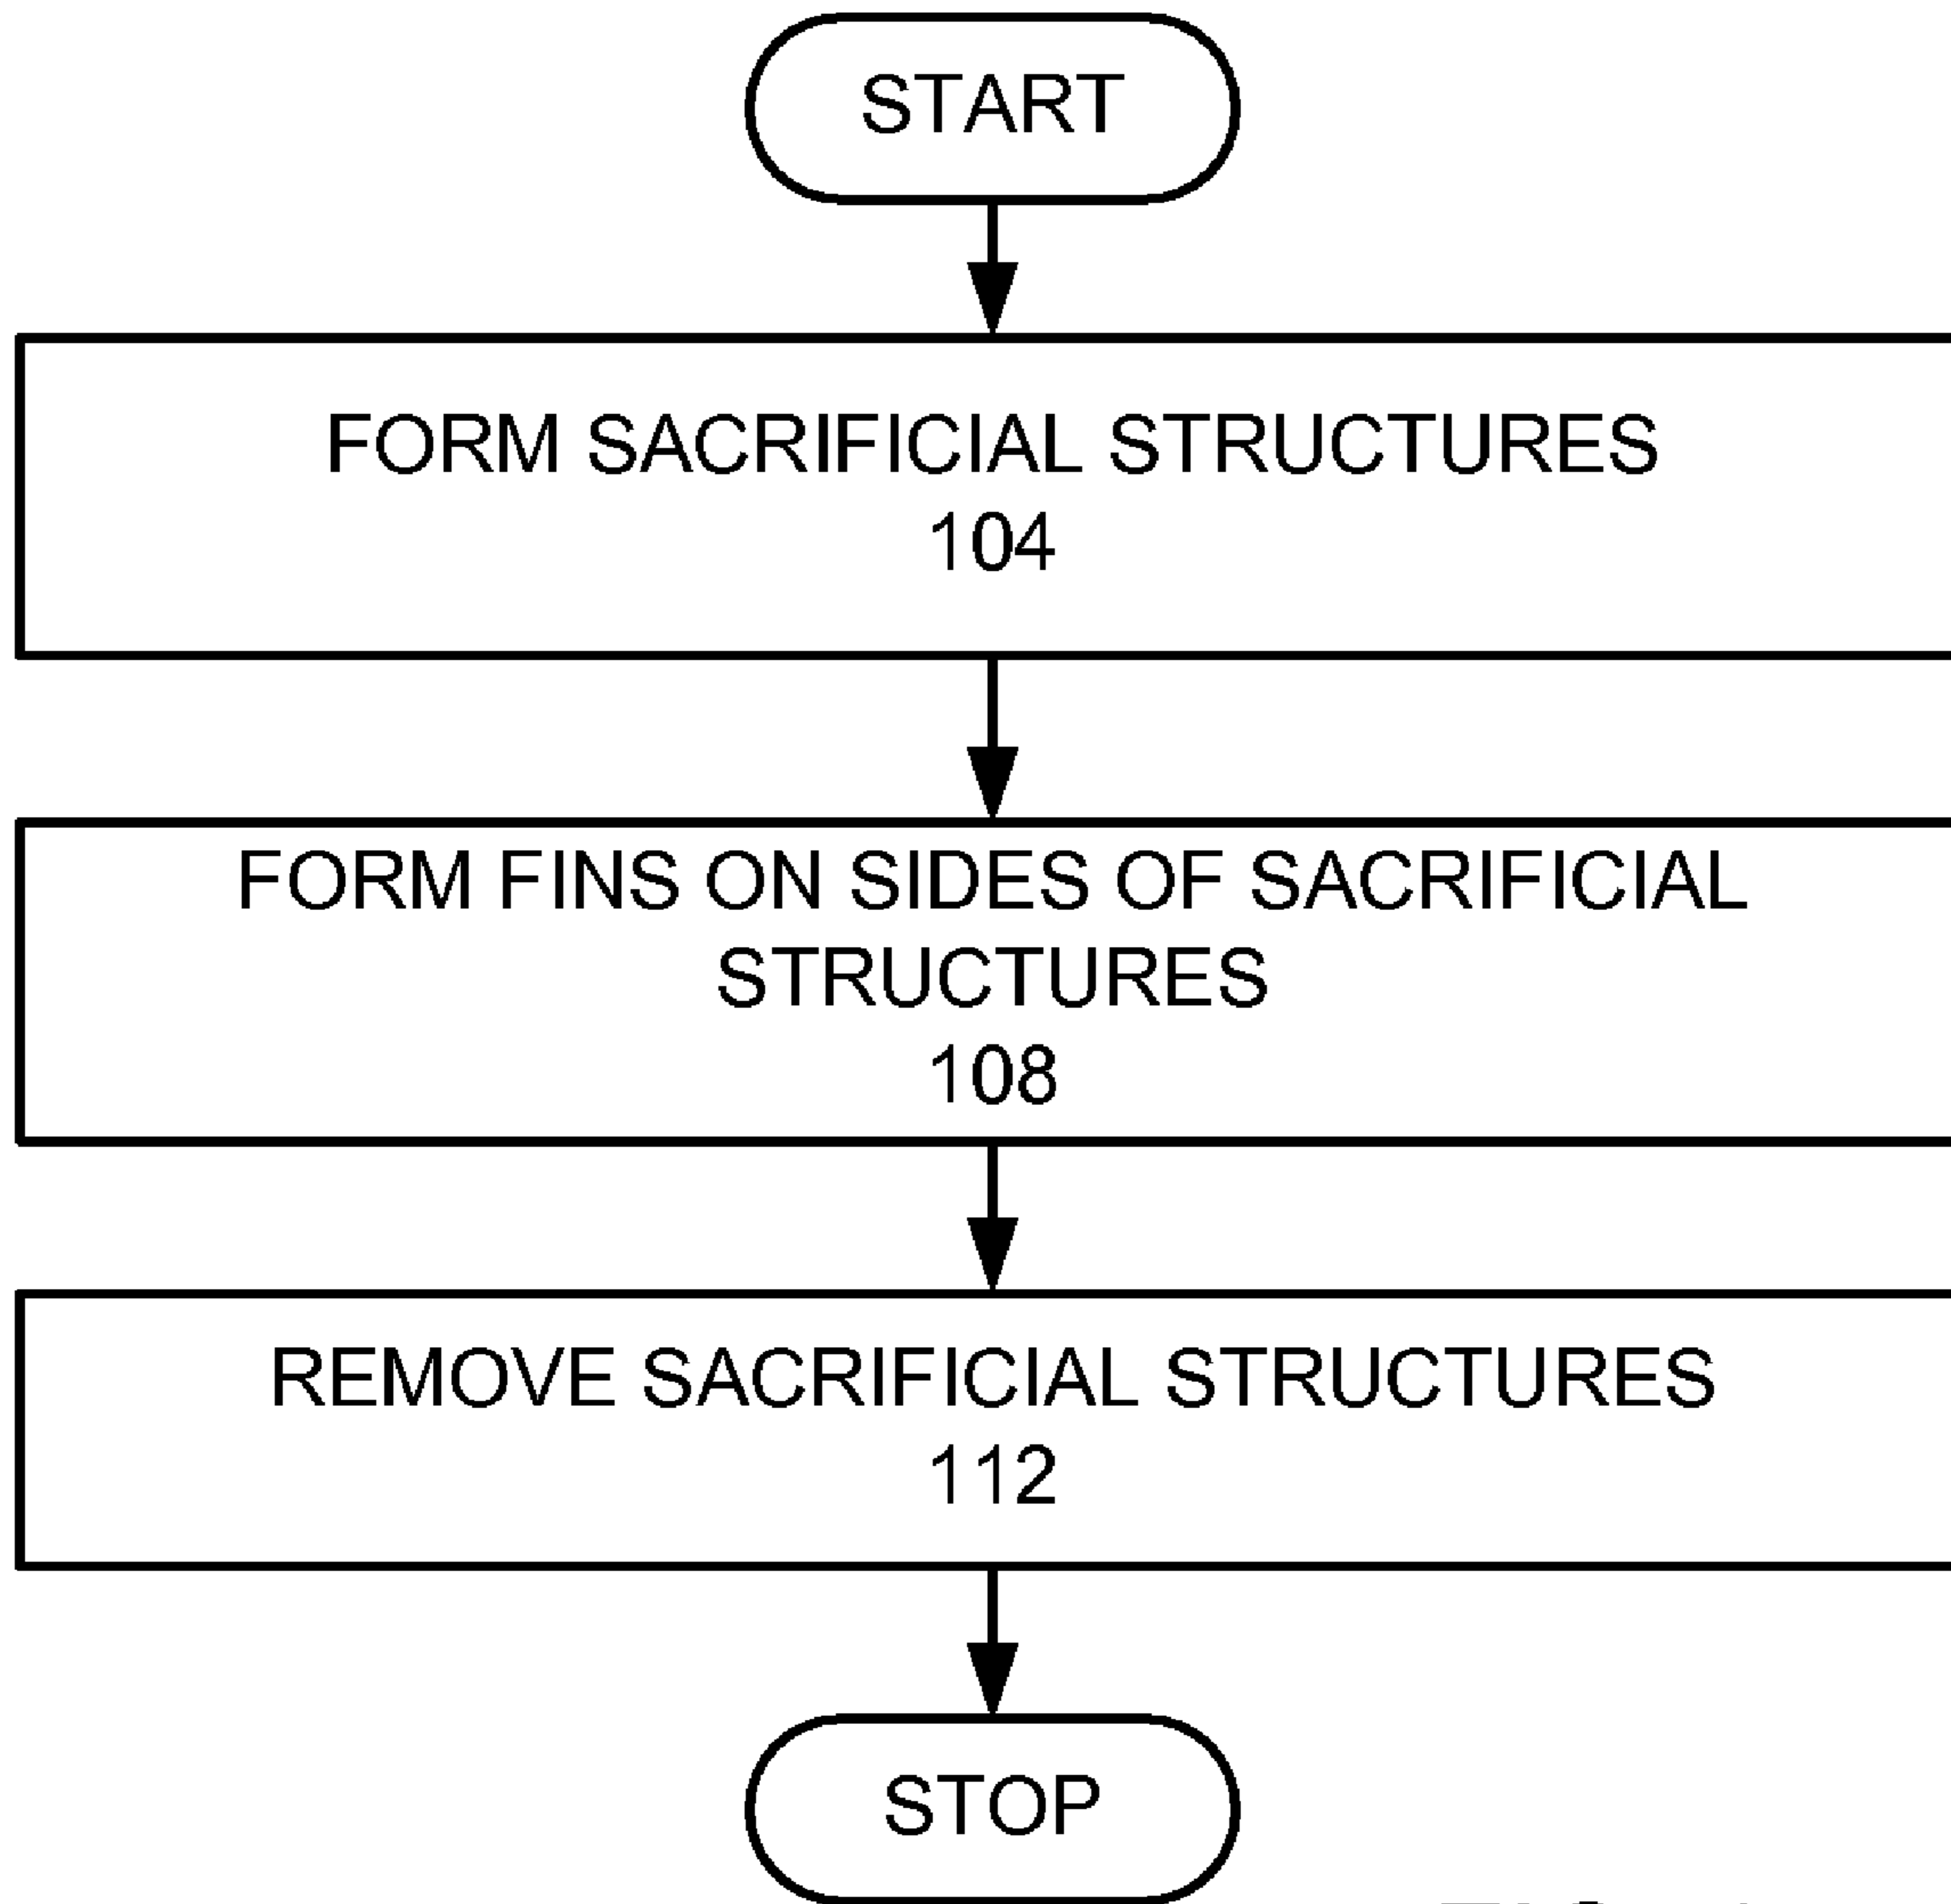 START
FORM SACRIFICIAL STRUCTURES
104
FORM FINS ON SIDES OF SACRIFICIAL
STRUCTURES
108
REMOVE SACRIFICIAL STRUCTURES
112
STOP